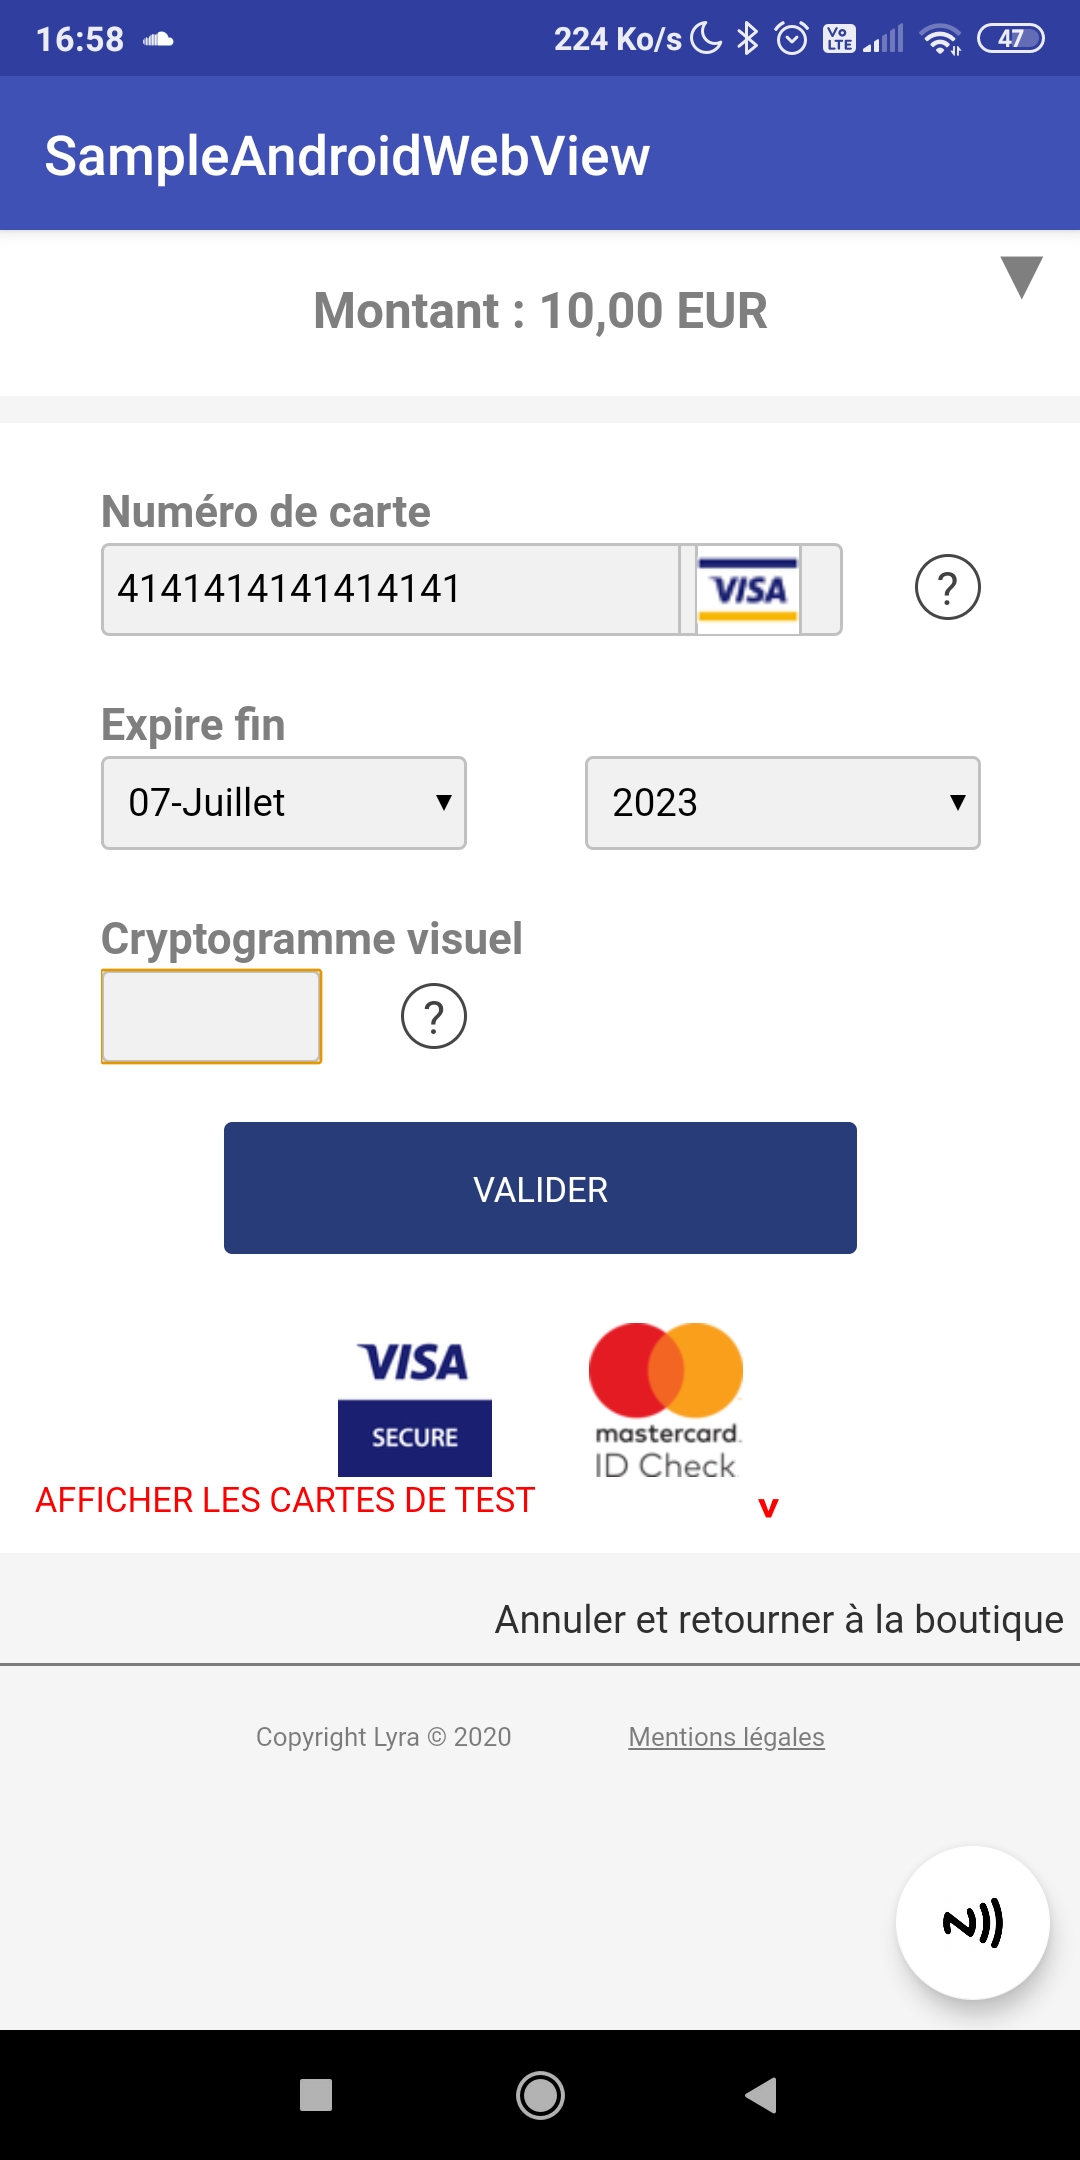 16:58 224 Ko/s Vo LTE 47
SampleAndroidWebView
Montant : 10,00 EUR
Numéro de carte
4141414141414141 VISA ?
Expire fin
07-Juillet 2023
Cryptogramme visuel
?
VALIDER
VISA
SECURE
mastercard.
ID Check
AFFICHER LES CARTES DE TEST v
Annuler et retourner à la boutique
Copyright Lyra © 2020 Mentions légales